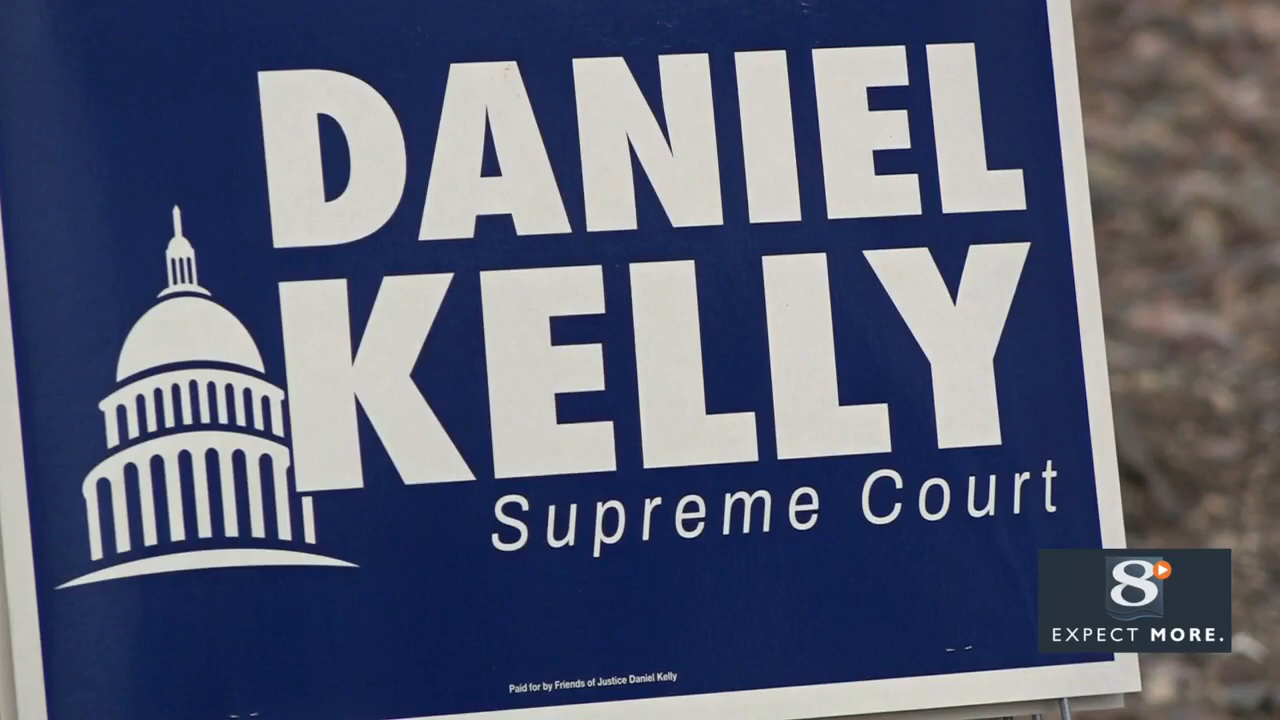 DANIEL
KELLY
Supreme Court
Paid for by Friends of Justice Daniel Kelly
8
EXPECT MORE.